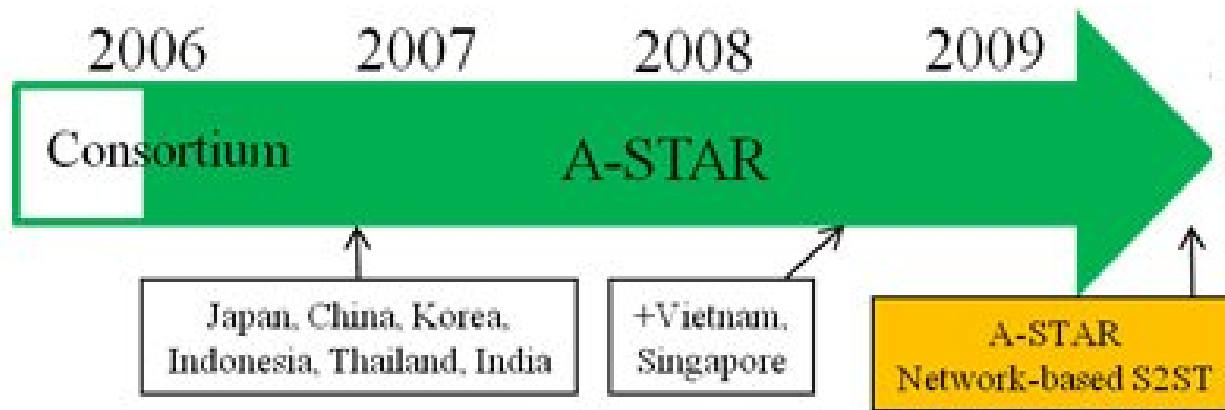 2006 2007 2008 2009
Consortium A-STAR
Japan, China, Korea,
Indonesia, Thailand, India
+Vietnam,
Singapore
A-STAR
Network-based S2ST